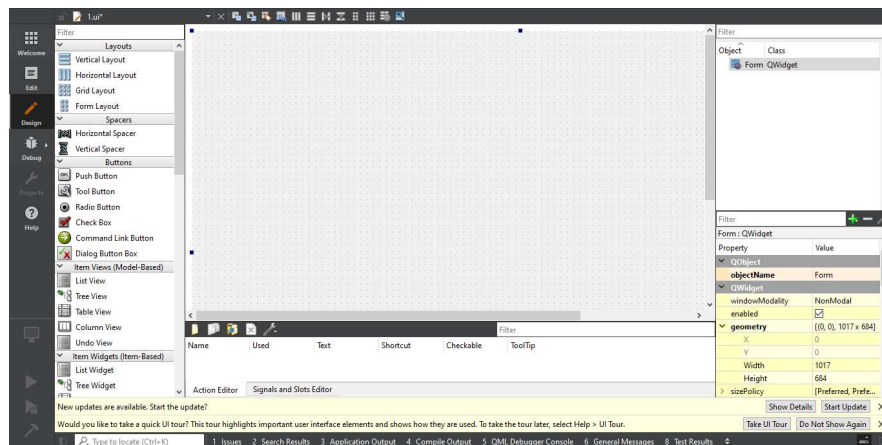 1.ui*
Welcome
Edit
Design
Debug
Projects
Help
Filter
Layouts
Vertical Layout
Horizontal Layout
Grid Layout
Form Layout
Spacers
Horizontal Spacer
Vertical Spacer
Buttons
Push Button
Tool Button
Radio Button
Check Box
Command Link Button
Dialog Button Box
Item Views (Model-Based)
List View
Tree View
Table View
Column View
Undo View
Item Widgets (Item-Based)
List Widget
Tree Widget
Filter
Name Used Text Shortcut Checkable ToolTip
Action Editor Signals and Slots Editor
Filter
Object Class
Form QWidget
Filter
Form : QWidget
Property Value
QObject
objectName Form
QWidget
windowModality NonModal
enabled
geometry [(0, 0), 1017 x 684]
X 0
Y 0
Width 1017
Height 684
sizePolicy [Preferred, Prefe...
New updates are available. Start the update? Show Details Start Update
Would you like to take a quick UI tour? This tour highlights important user interface elements and shows how they are used. To take the tour later, select Help > UI Tour. Take UI Tour Do Not Show Again
Type to locate (Ctrl+K) 1 Issues 2 Search Results 3 Application Output 4 Compile Output 5 QML Debugger Console 6 General Messages 8 Test Results